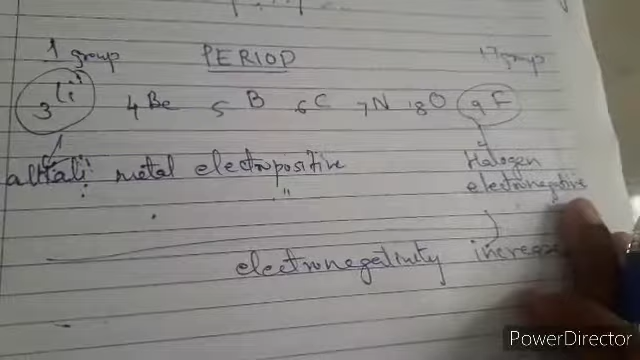 1 group PERIOD 17 group
3 Li 4 Be 5 B 6 C 7 N 8 O 9 F
alkali metal electropositive Halogen
electronegative
electronegativity increase
PowerDirector